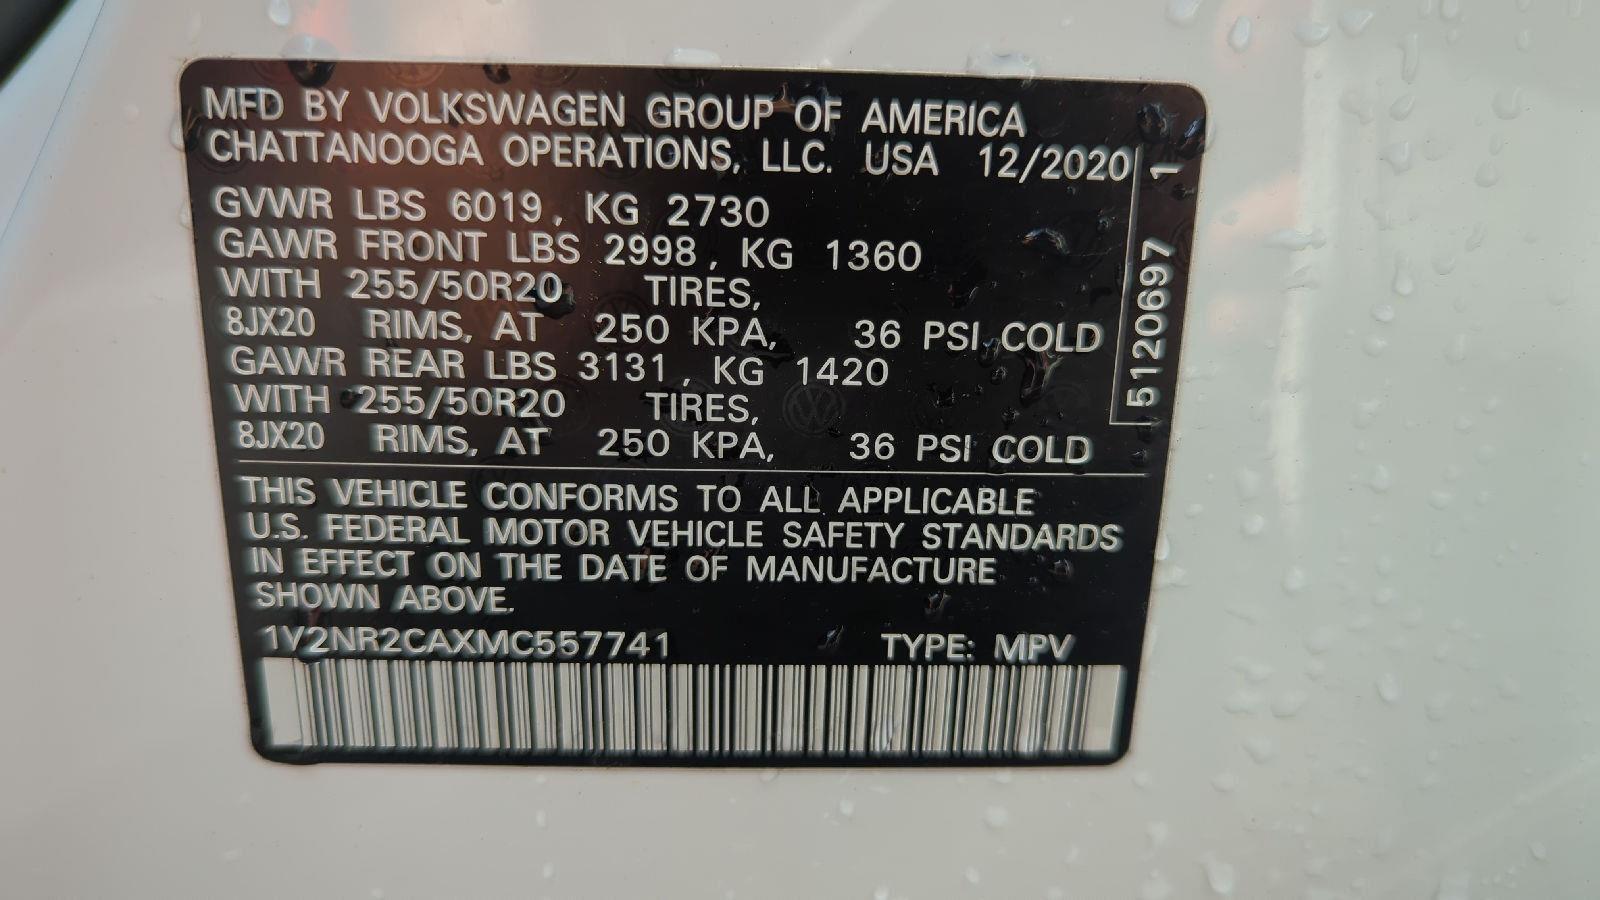 MFD BY VOLKSWAGEN GROUP OF AMERICA
CHATTANOOGA OPERATIONS, LLC. USA 12/2020
GVWR LBS 6019, KG 2730
GAWR FRONT LBS 2998, KG 1360
WITH 255/50R20 TIRES,
8JX20 RIMS, AT 250 KPA, 36 PSI COLD
GAWR REAR LBS 3131, KG 1420
WITH 255/50R20 TIRES,
8JX20 RIMS, AT 250 KPA, 36 PSI COLD
5120697 1
THIS VEHICLE CONFORMS TO ALL APPLICABLE
U.S. FEDERAL MOTOR VEHICLE SAFETY STANDARDS
IN EFFECT ON THE DATE OF MANUFACTURE
SHOWN ABOVE.
1V2NR2CAXMC557741 TYPE: MPV